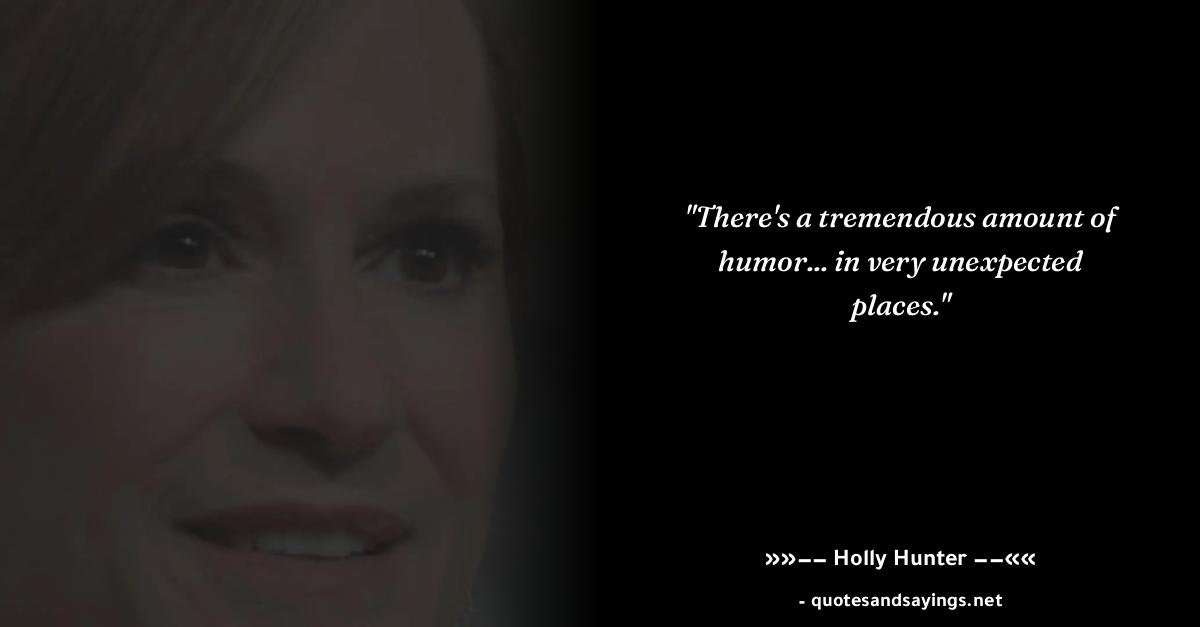 "There's a tremendous amount of
humor... in very unexpected
places."
»»−− Holly Hunter −−««
- quotesandsayings.net